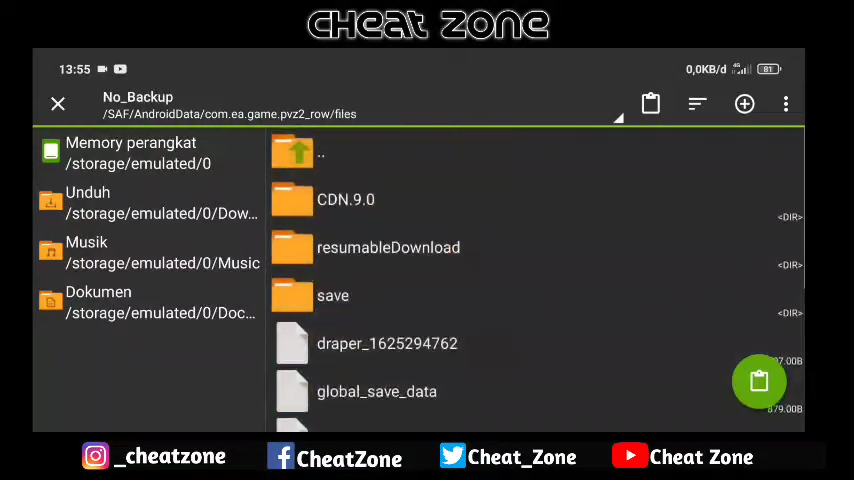 CHEAT ZONE
13:55
0,0KB/d 4G 81
No_Backup
/SAF/AndroidData/com.ea.game.pvz2_row/files
Memory perangkat
/storage/emulated/0
Unduh
/storage/emulated/0/Dow...
Musik
/storage/emulated/0/Music
Dokumen
/storage/emulated/0/Doc...
..
CDN.9.0
<DIR>
resumableDownload
<DIR>
save
<DIR>
draper_1625294762
global_save_data
_cheatzone
CheatZone
Cheat_Zone
Cheat Zone